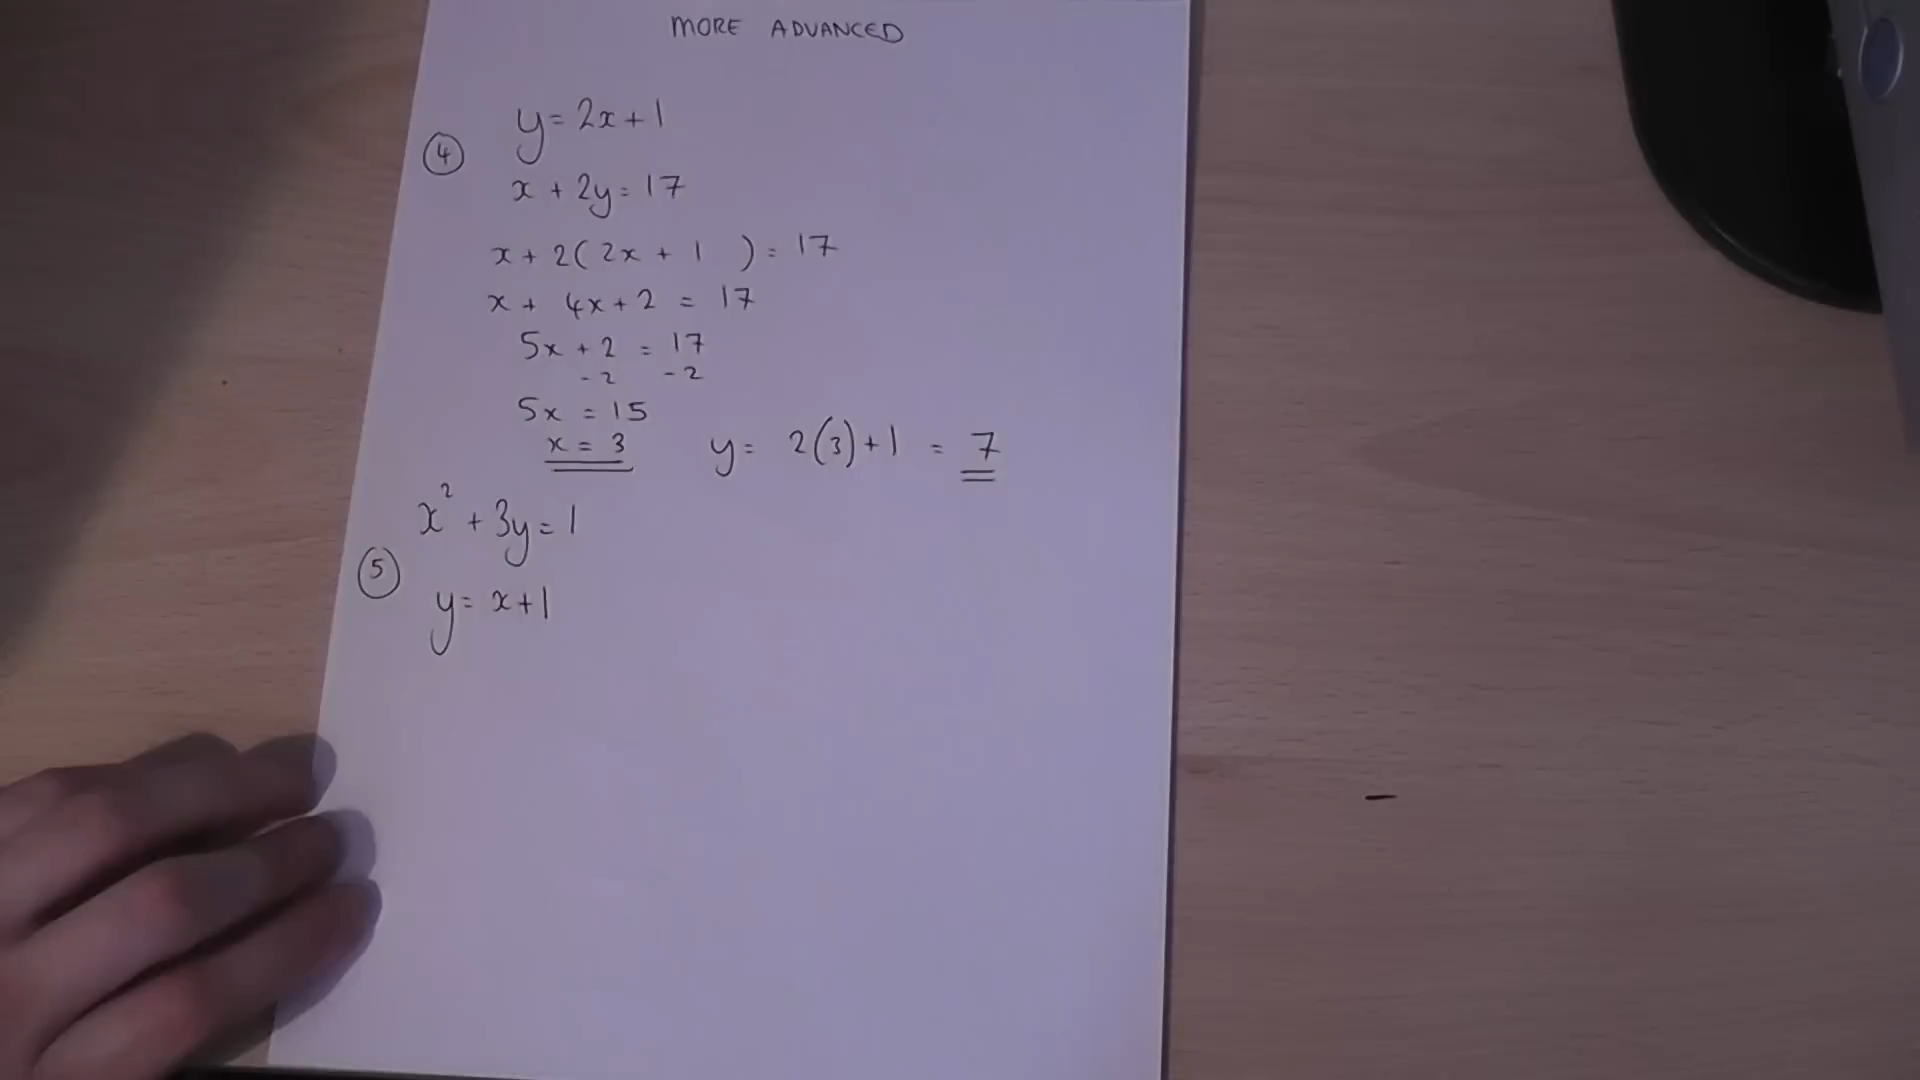 MORE ADVANCED
y = 2x + 1
④
x + 2y = 17
x + 2( 2x + 1 ) = 17
x + 4x + 2 = 17
5x + 2 = 17
- 2 - 2
5x = 15
x = 3 y = 2(3) + 1 = 7
x² + 3y = 1
⑤
y = x + 1